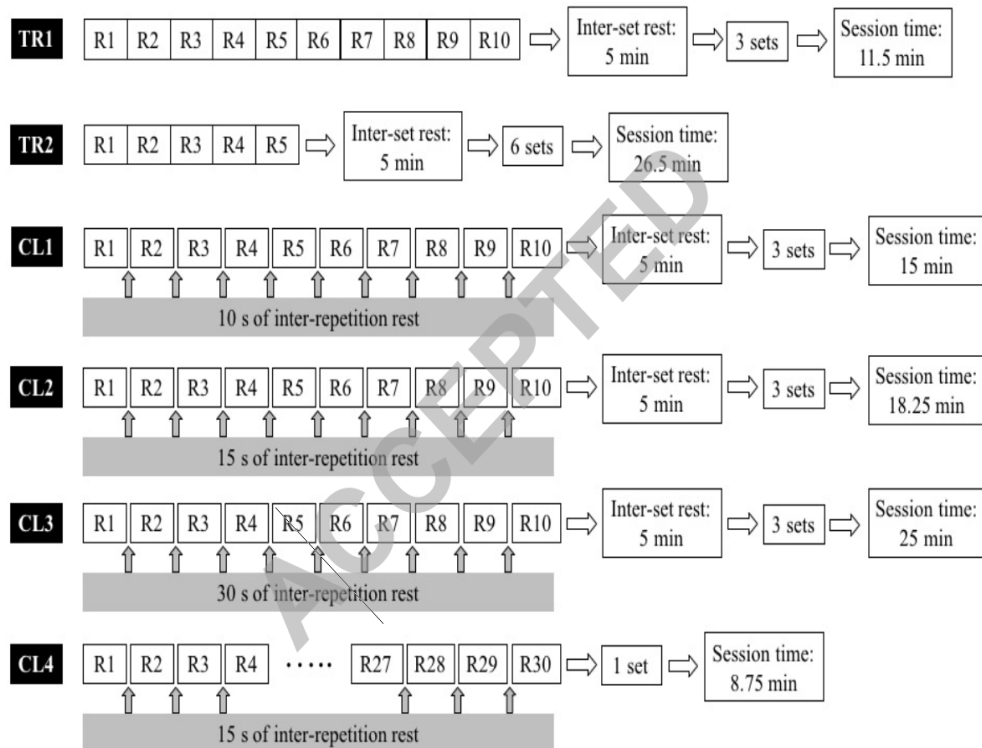 TR1 R1 R2 R3 R4 R5 R6 R7 R8 R9 R10 Inter-set rest: 5 min 3 sets Session time: 11.5 min
TR2 R1 R2 R3 R4 R5 Inter-set rest: 5 min 6 sets Session time: 26.5 min
CL1 R1 R2 R3 R4 R5 R6 R7 R8 R9 R10 Inter-set rest: 5 min 3 sets Session time: 15 min
10 s of inter-repetition rest
CL2 R1 R2 R3 R4 R5 R6 R7 R8 R9 R10 Inter-set rest: 5 min 3 sets Session time: 18.25 min
15 s of inter-repetition rest
CL3 R1 R2 R3 R4 R5 R6 R7 R8 R9 R10 Inter-set rest: 5 min 3 sets Session time: 25 min
30 s of inter-repetition rest
CL4 R1 R2 R3 R4 ..... R27 R28 R29 R30 1 set Session time: 8.75 min
15 s of inter-repetition rest
ACCEPTED